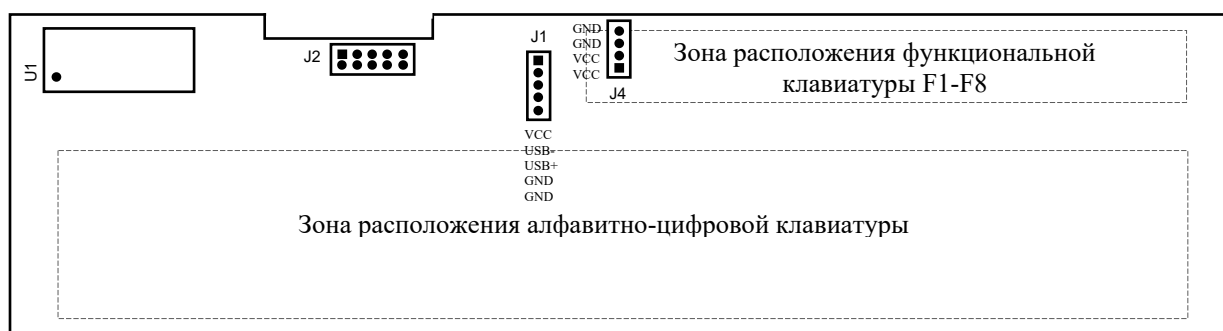 U1
J2
J1
GND
GND
VCC
VCC
J4
Зона расположения функциональной
клавиатуры F1-F8
VCC
USB-
USB+
GND
GND
Зона расположения алфавитно-цифровой клавиатуры